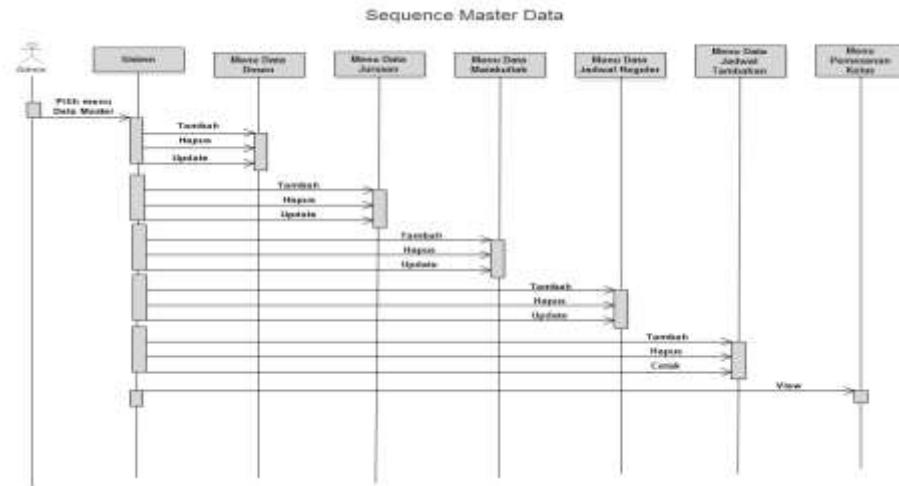 Sequence Master Data
Admin
Sistem
Menu Data
Dosen
Menu Data
Jurusan
Menu Data
Matakuliah
Menu Data
Jadwal Reguler
Menu Data
Jadwal
Tambahan
Menu
Pemesanan
Kelas
Pilih menu
Data Master
Tambah
Hapus
Update
Tambah
Hapus
Update
Tambah
Hapus
Update
Tambah
Hapus
Update
Tambah
Hapus
Cetak
View